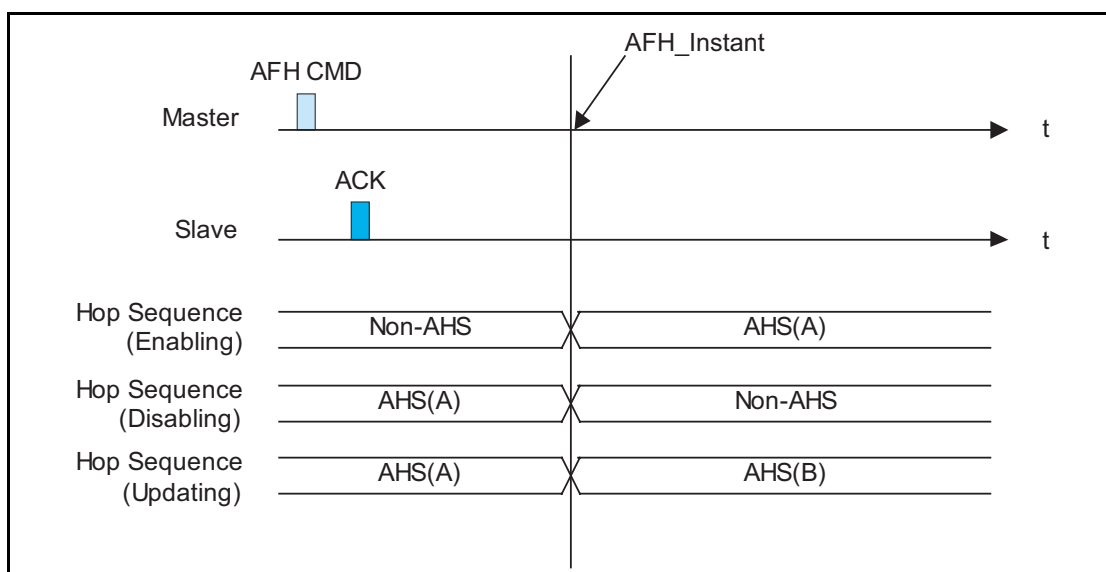 AFH_Instant
AFH CMD
Master
t
ACK
Slave
t
Hop Sequence
(Enabling)
Non-AHS
AHS(A)
Hop Sequence
(Disabling)
AHS(A)
Non-AHS
Hop Sequence
(Updating)
AHS(A)
AHS(B)